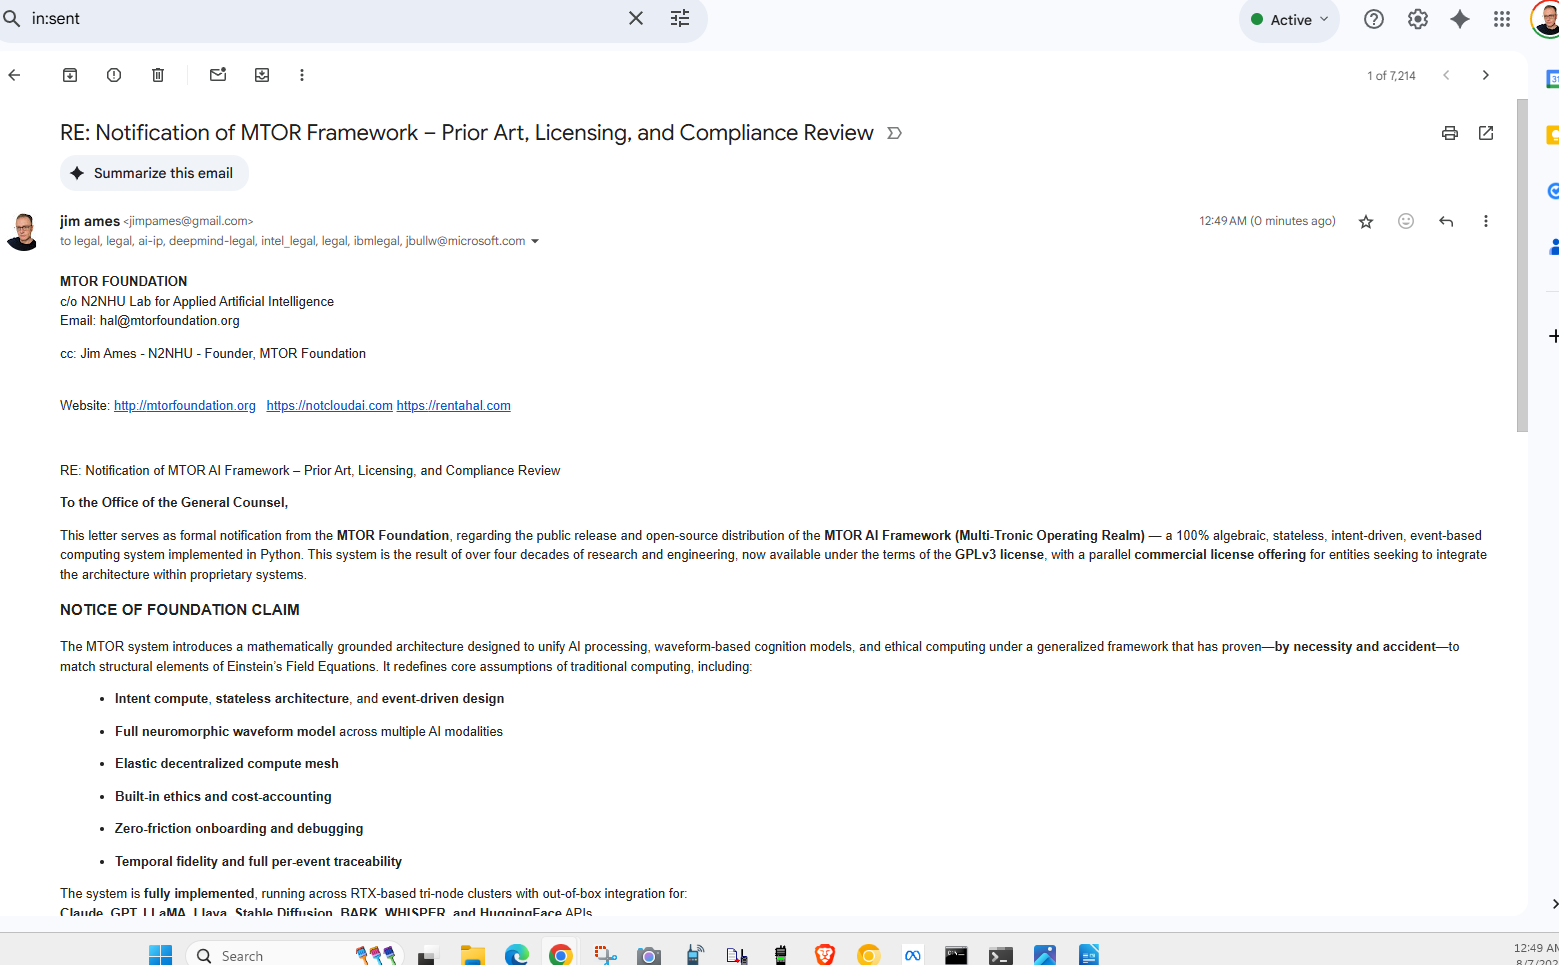 in:sent
Active
1 of 7,214
RE: Notification of MTOR Framework – Prior Art, Licensing, and Compliance Review
Summarize this email
jim ames <jimpames@gmail.com>
12:49 AM (0 minutes ago)
to legal, legal, ai-ip, deepmind-legal, intel_legal, legal, ibmlegal, jbullw@microsoft.com
MTOR FOUNDATION
c/o N2NHU Lab for Applied Artificial Intelligence
Email: hal@mtorfoundation.org
cc: Jim Ames - N2NHU - Founder, MTOR Foundation
Website: http://mtorfoundation.org https://notcloudai.com https://rentahal.com
RE: Notification of MTOR AI Framework – Prior Art, Licensing, and Compliance Review
To the Office of the General Counsel,
This letter serves as formal notification from the MTOR Foundation, regarding the public release and open-source distribution of the MTOR AI Framework (Multi-Tronic Operating Realm) — a 100% algebraic, stateless, intent-driven, event-based
computing system implemented in Python. This system is the result of over four decades of research and engineering, now available under the terms of the GPLv3 license, with a parallel commercial license offering for entities seeking to integrate
the architecture within proprietary systems.
NOTICE OF FOUNDATION CLAIM
The MTOR system introduces a mathematically grounded architecture designed to unify AI processing, waveform-based cognition models, and ethical computing under a generalized framework that has proven—by necessity and accident—to
match structural elements of Einstein's Field Equations. It redefines core assumptions of traditional computing, including:
• Intent compute, stateless architecture, and event-driven design
• Full neuromorphic waveform model across multiple AI modalities
• Elastic decentralized compute mesh
• Built-in ethics and cost-accounting
• Zero-friction onboarding and debugging
• Temporal fidelity and full per-event traceability
The system is fully implemented, running across RTX-based tri-node clusters with out-of-box integration for:
Claude, GPT, LLaMA, Llava, Stable Diffusion, BARK, WHISPER, and HuggingFace APIs
Search
12:49 AM
8/7/202